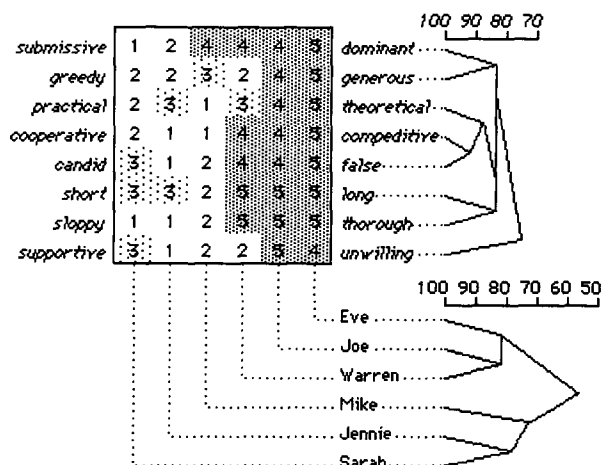 100 90 80 70
submissive 1 2 4 4 4 5 dominant
greedy 2 2 3 2 4 5 generous
practical 2 3 1 3 4 5 theoretical
cooperative 2 1 1 4 4 5 competitive
candid 3 1 2 4 4 5 false
short 3 3 2 5 5 5 long
sloppy 1 1 2 5 5 5 thorough
supportive 3 1 2 2 5 4 unwilling
100 90 80 70 60 50
Eve
Joe
Warren
Mike
Jennie
Sarah